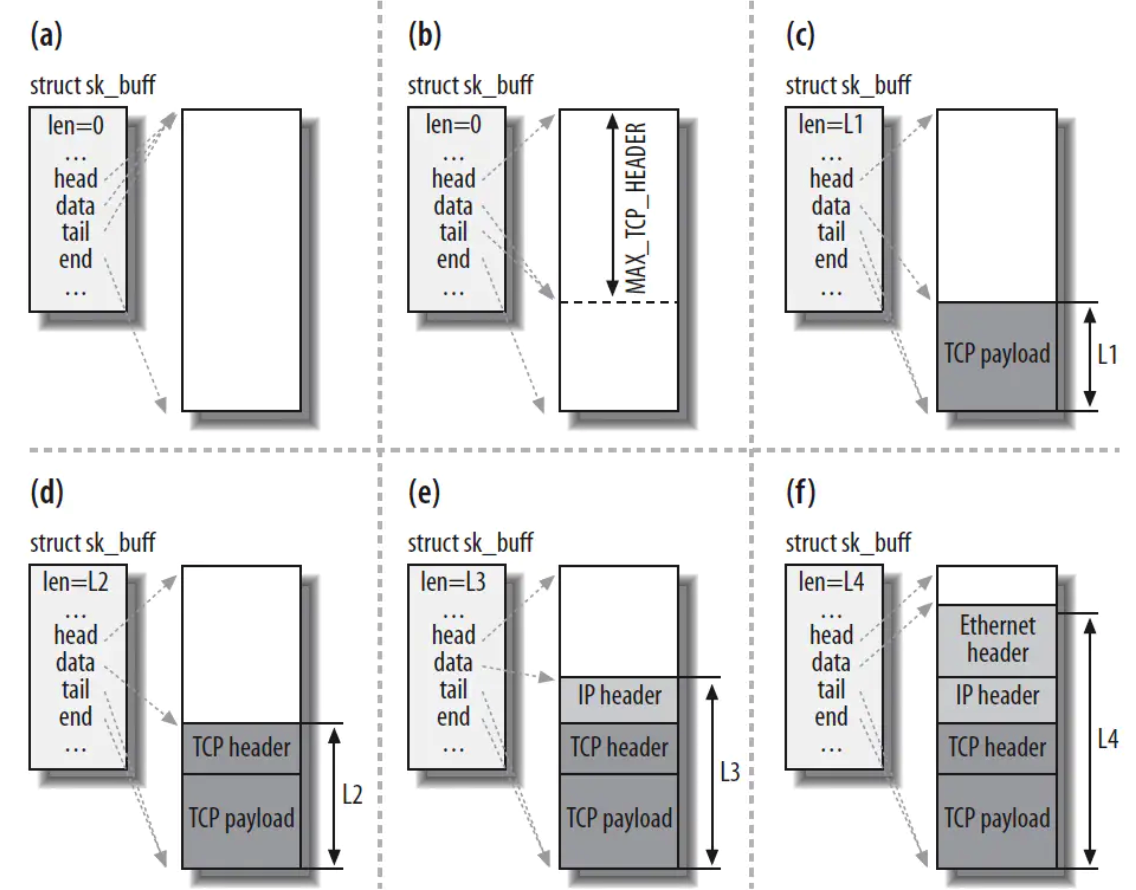 (a)
struct sk_buff
len=0
...
head
data
tail
end
...
(b)
struct sk_buff
len=0
...
head
data
tail
end
...
MAX_TCP_HEADER
(c)
struct sk_buff
len=L1
...
head
data
tail
end
...
TCP payload
L1
(d)
struct sk_buff
len=L2
...
head
data
tail
end
...
TCP header
TCP payload
L2
(e)
struct sk_buff
len=L3
...
head
data
tail
end
...
IP header
TCP header
TCP payload
L3
(f)
struct sk_buff
len=L4
...
head
data
tail
end
...
Ethernet
header
IP header
TCP header
TCP payload
L4